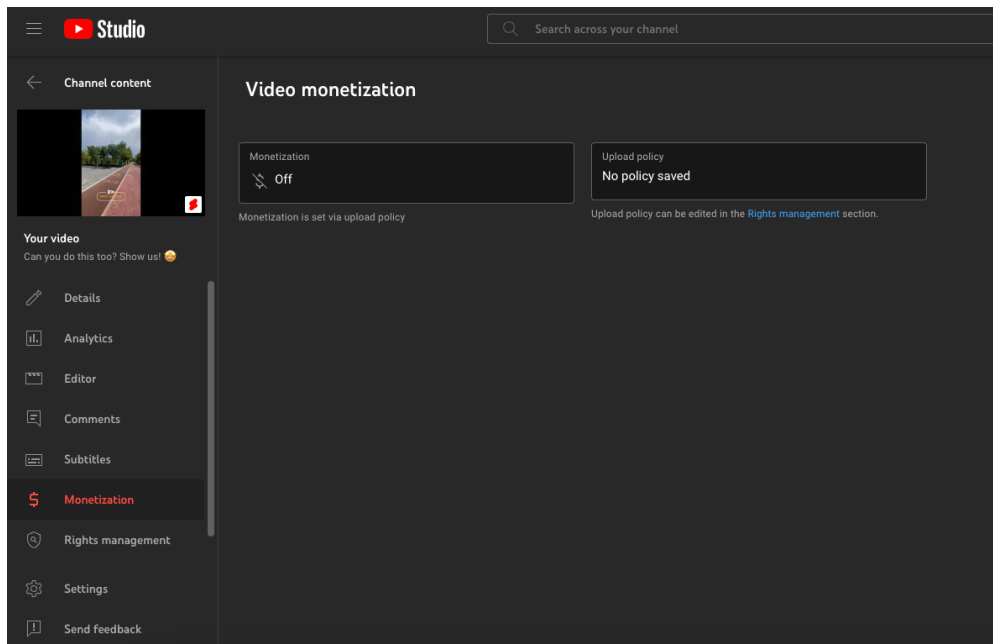 Studio
Search across your channel
Channel content
Your video
Can you do this too? Show us! 🤩
Details
Analytics
Editor
Comments
Subtitles
Monetization
Rights management
Settings
Send feedback
Video monetization
Monetization
Off
Monetization is set via upload policy
Upload policy
No policy saved
Upload policy can be edited in the Rights management section.